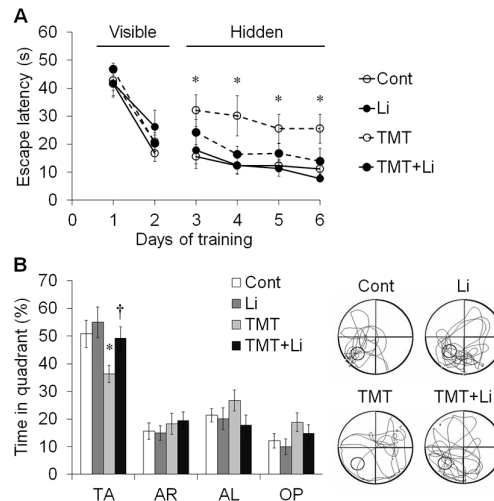 A
Visible Hidden
Escape latency (s)
60
50
40
30
20
10
0
* * * *
0 1 2 3 4 5 6
Days of training
Cont
Li
TMT
TMT+Li
B
Time in quadrant (%)
70
60
50
40
30
20
10
0
* †
Cont
Li
TMT
TMT+Li
TA AR AL OP
Cont Li
TMT TMT+Li